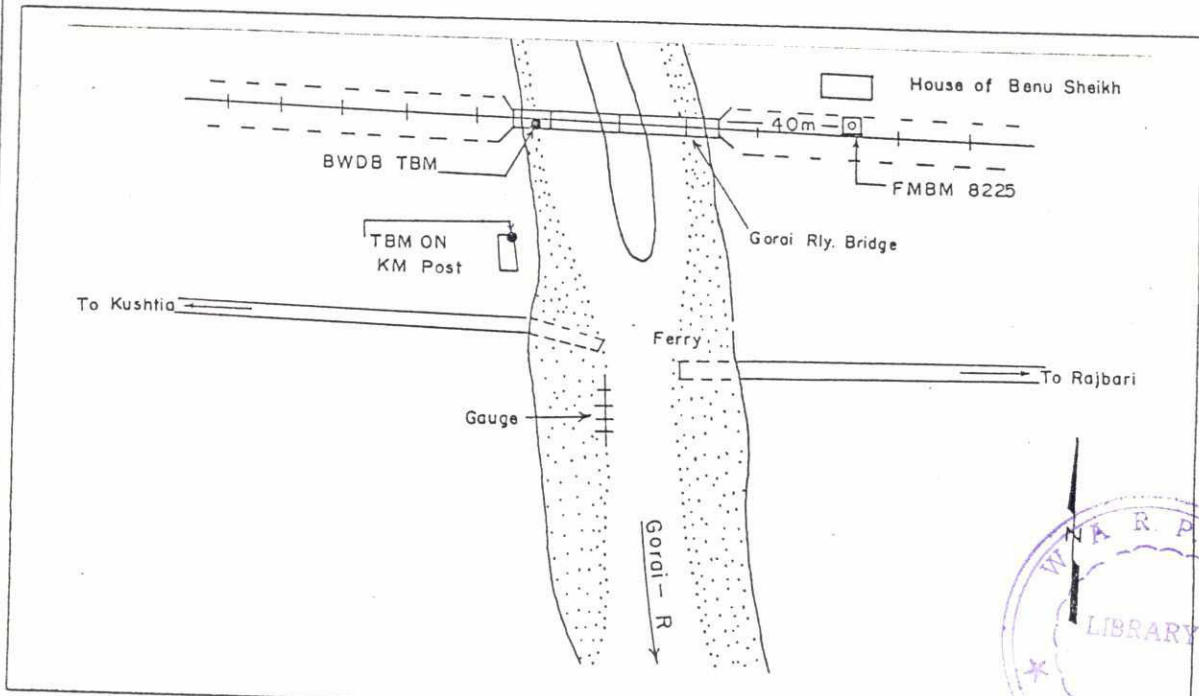 House of Benu Sheikh
40m
BWDB TBM
FMBM 8225
Gorai Rly. Bridge
TBM ON
KM Post
To Kushtia
Ferry
To Rajbari
Gauge
Gorai - R
N
W A R P
LIBRARY